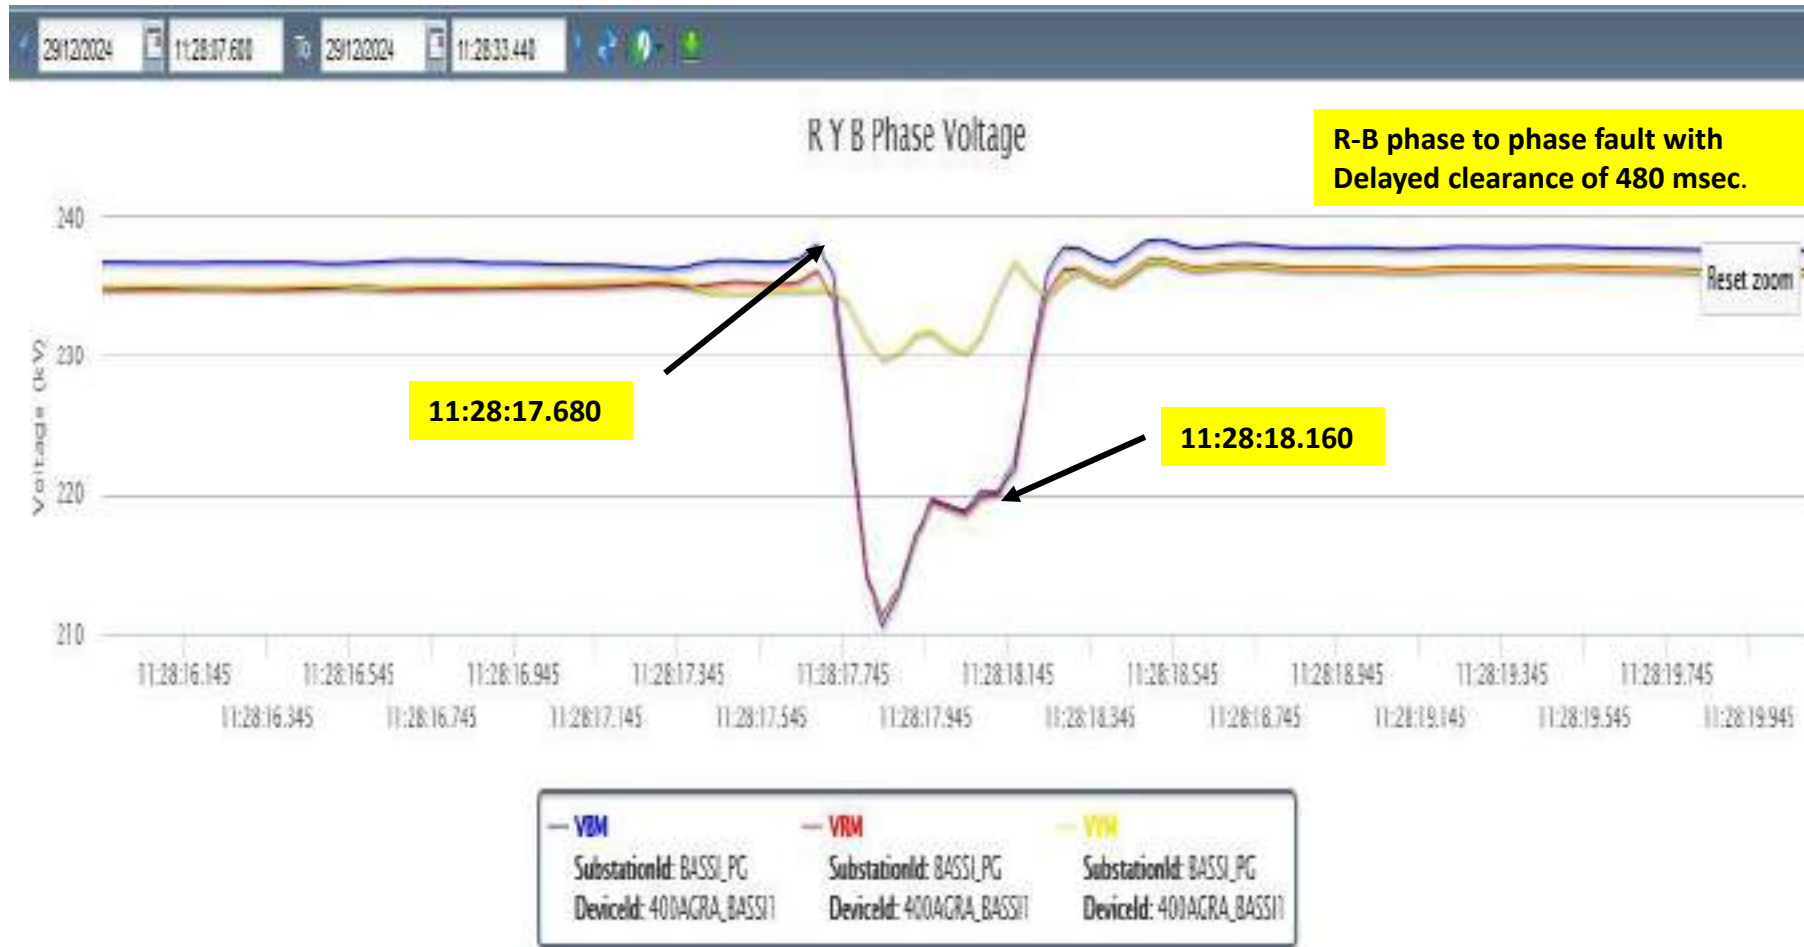 29/12/2024 11:28:07.600 To 29/12/2024 11:28:33.440
R Y B Phase Voltage
R-B phase to phase fault with
Delayed clearance of 480 msec.
240
230
220
210
Voltage (kV)
Reset zoom
11:28:17.680
11:28:18.160
11:28:16.145 11:28:16.545 11:28:16.945 11:28:17.345 11:28:17.745 11:28:18.145 11:28:18.545 11:28:18.945 11:28:19.345 11:28:19.745
11:28:16.345 11:28:16.745 11:28:17.145 11:28:17.545 11:28:17.945 11:28:18.345 11:28:18.745 11:28:19.145 11:28:19.545 11:28:19.945
VBM VRM VYM
SubstationId: BASSI_PG SubstationId: BASSI_PG SubstationId: BASSI_PG
DeviceId: 400AGRA_BASSI1 DeviceId: 400AGRA_BASSI1 DeviceId: 400AGRA_BASSI1